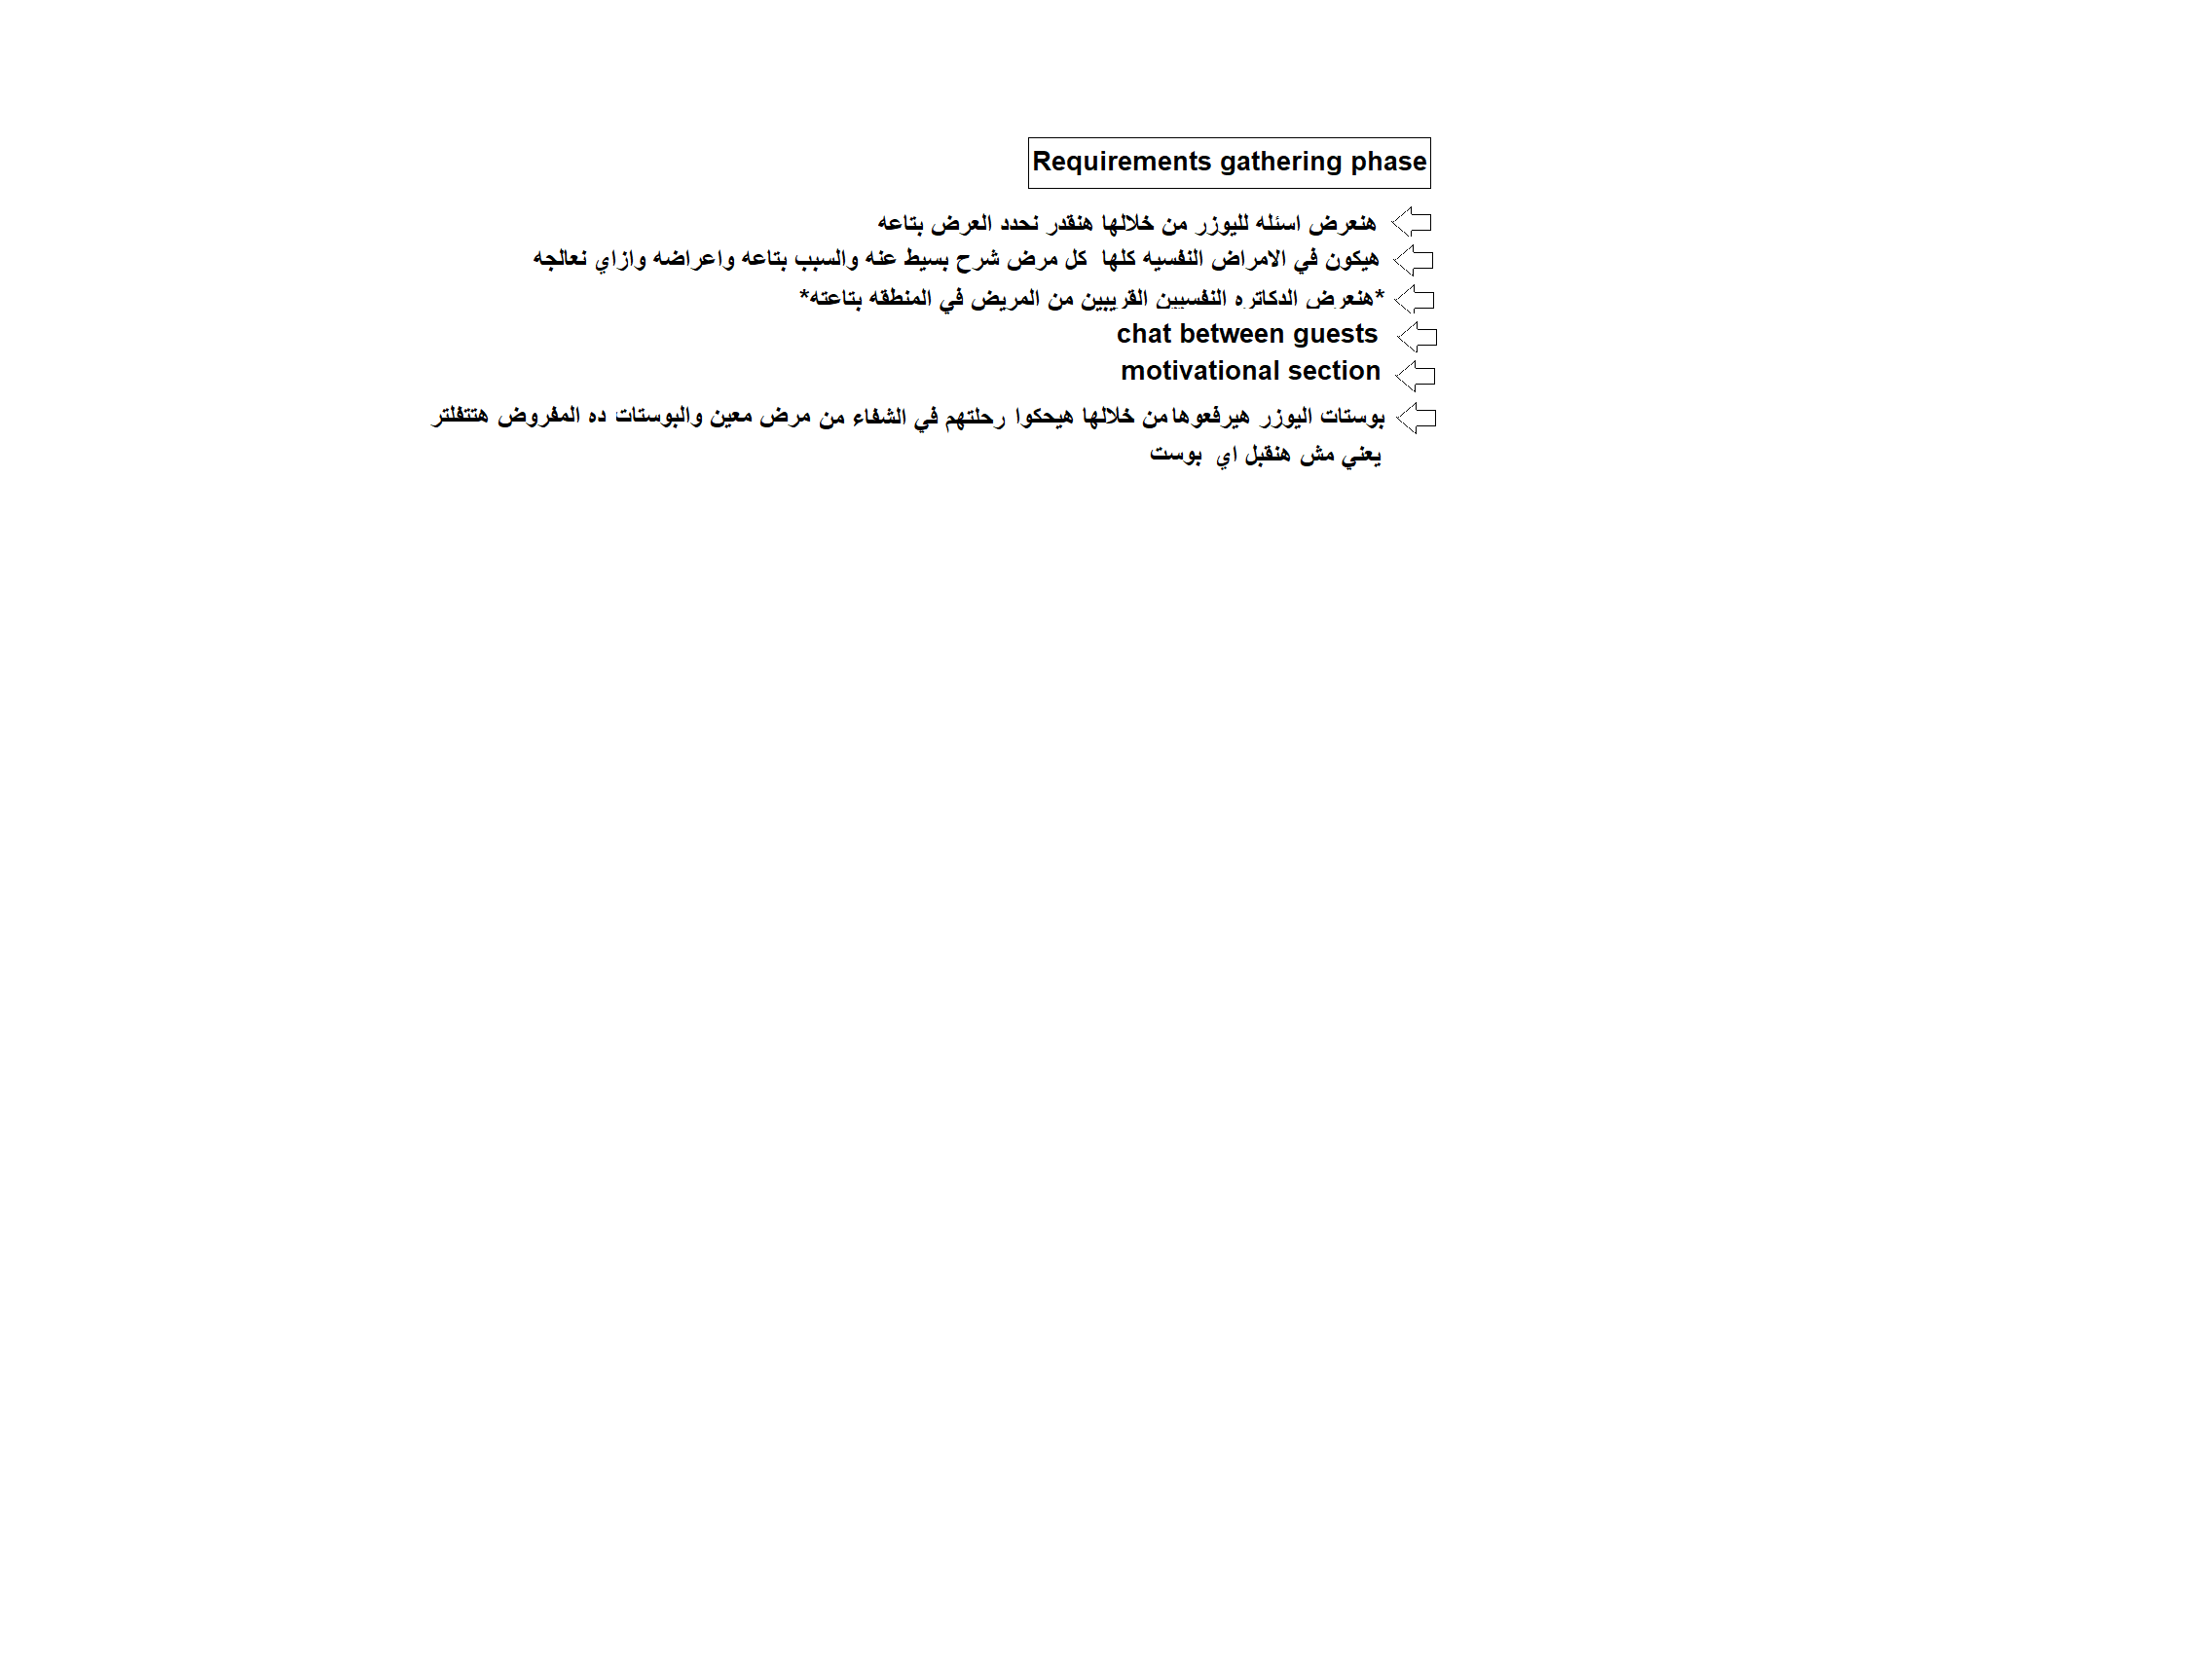 Requirements gathering phase
هنعرض اسئله لليوزر من خلالها هنقدر نحدد العرض بتاعه
هيكون في الامراض النفسيه كلها كل مرض شرح بسيط عنه والسبب بتاعه واعراضه وازاي نعالجه
*هنعرض الدكاتره النفسيين القريبين من المريض في المنطقه بتاعته*
chat between guests
motivational section
بوستات اليوزر هيرفعوها من خلالها هيحكوا رحلتهم في الشفاء من مرض معين والبوستات ده المفروض هتتفلتر
يعني مش هنقبل اي بوست